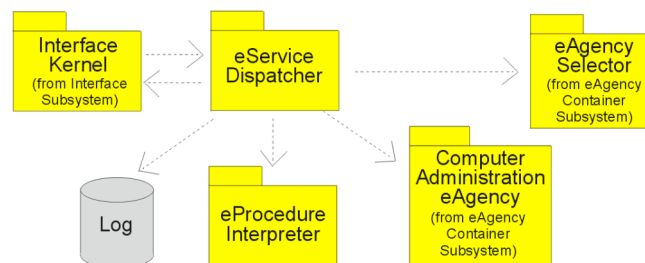 Interface
Kernel
(from Interface
Subsystem)
eService
Dispatcher
eAgency
Selector
(from eAgency
Container
Subsystem)
Log
eProcedure
Interpreter
Computer
Administration
eAgency
(from eAgency
Container
Subsystem)